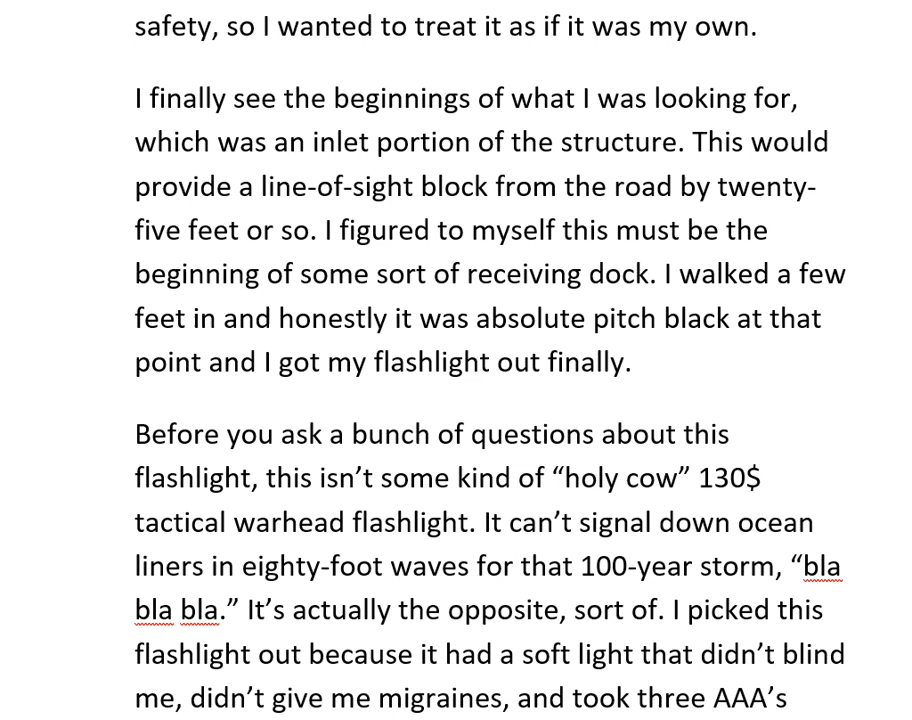 safety, so I wanted to treat it as if it was my own.
I finally see the beginnings of what I was looking for,
which was an inlet portion of the structure. This would
provide a line-of-sight block from the road by twenty-
five feet or so. I figured to myself this must be the
beginning of some sort of receiving dock. I walked a few
feet in and honestly it was absolute pitch black at that
point and I got my flashlight out finally.
Before you ask a bunch of questions about this
flashlight, this isn’t some kind of “holy cow” 130$
tactical warhead flashlight. It can’t signal down ocean
liners in eighty-foot waves for that 100-year storm, “bla
bla bla.” It’s actually the opposite, sort of. I picked this
flashlight out because it had a soft light that didn’t blind
me, didn’t give me migraines, and took three AAA’s